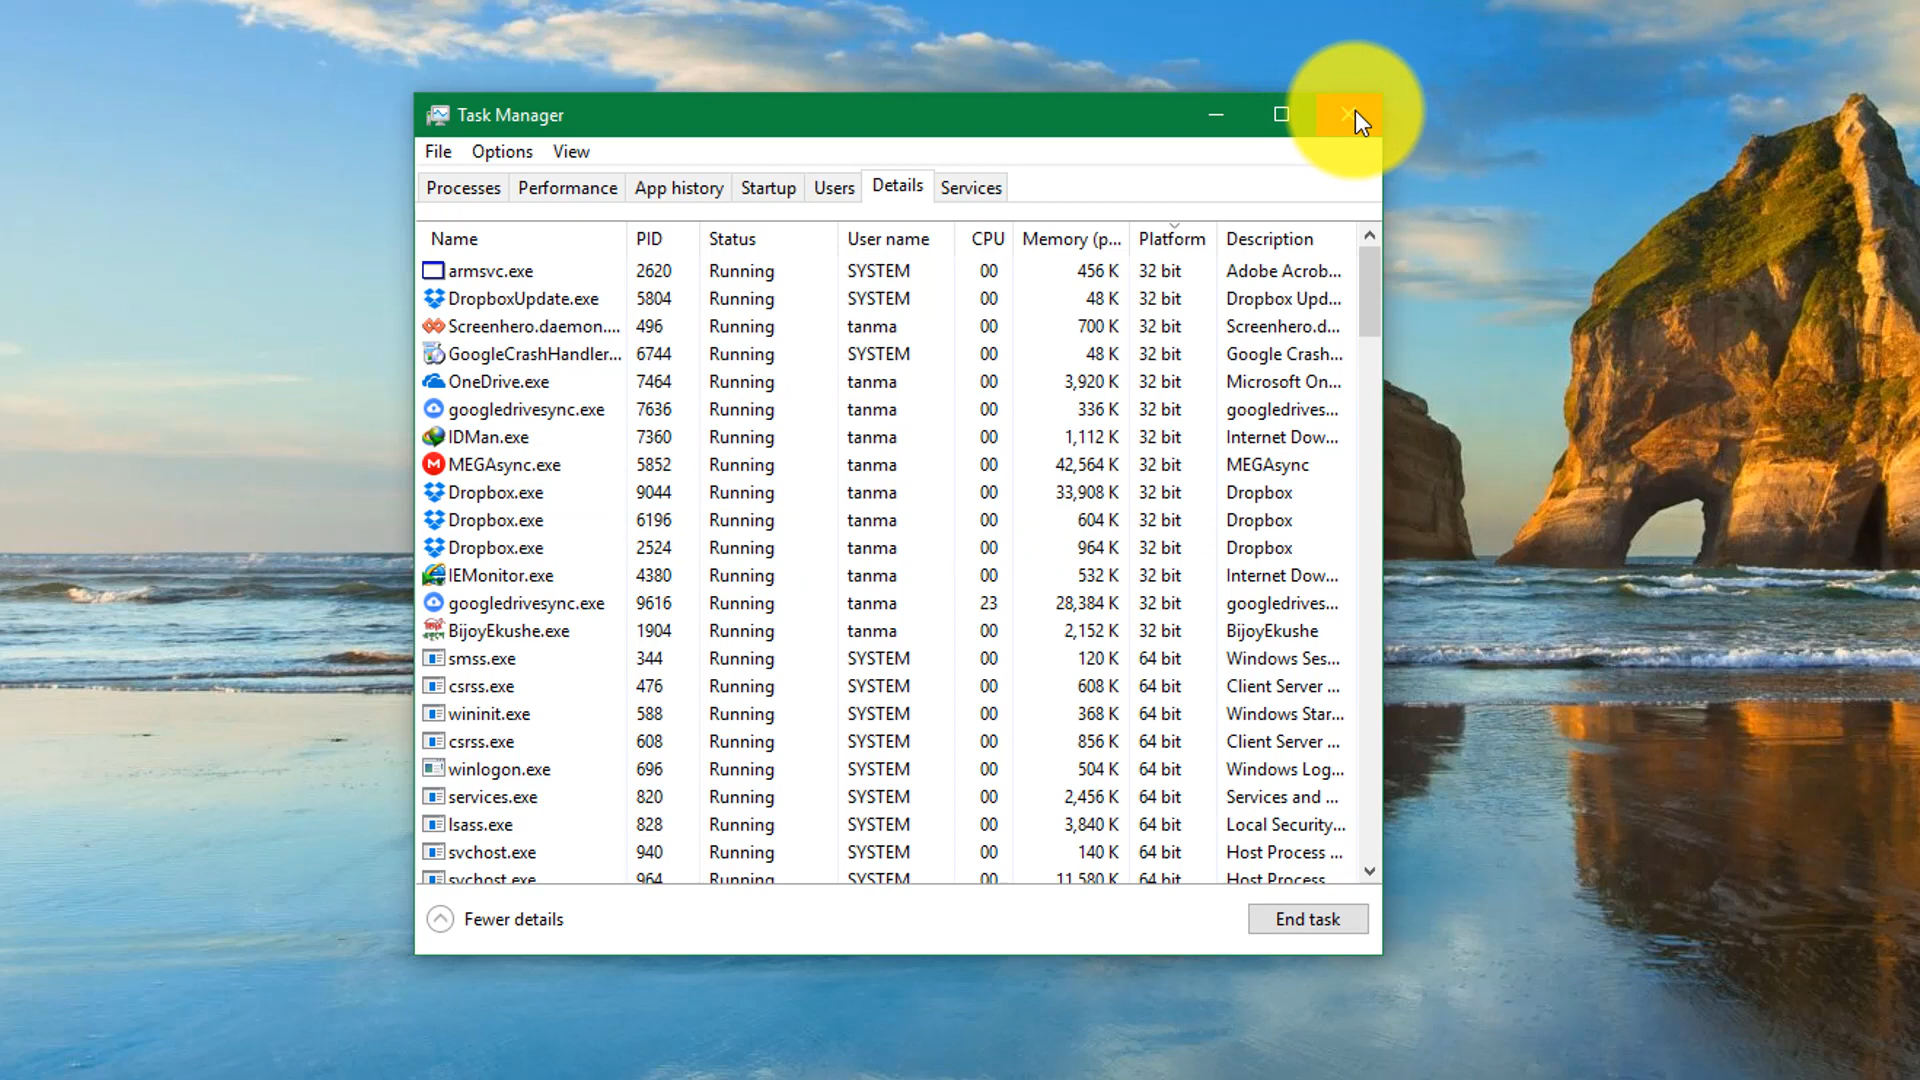 Task Manager
File Options View
Processes Performance App history Startup Users Details Services
Name PID Status User name CPU Memory (p... Platform Description
armsvc.exe 2620 Running SYSTEM 00 456 K 32 bit Adobe Acrob...
DropboxUpdate.exe 5804 Running SYSTEM 00 48 K 32 bit Dropbox Upd...
Screenhero.daemon.... 496 Running tanma 00 700 K 32 bit Screenhero.d...
GoogleCrashHandler... 6744 Running SYSTEM 00 48 K 32 bit Google Crash...
OneDrive.exe 7464 Running tanma 00 3,920 K 32 bit Microsoft On...
googledrivesync.exe 7636 Running tanma 00 336 K 32 bit googledrives...
IDMan.exe 7360 Running tanma 00 1,112 K 32 bit Internet Dow...
MEGAsync.exe 5852 Running tanma 00 42,564 K 32 bit MEGAsync
Dropbox.exe 9044 Running tanma 00 33,908 K 32 bit Dropbox
Dropbox.exe 6196 Running tanma 00 604 K 32 bit Dropbox
Dropbox.exe 2524 Running tanma 00 964 K 32 bit Dropbox
IEMonitor.exe 4380 Running tanma 00 532 K 32 bit Internet Dow...
googledrivesync.exe 9616 Running tanma 23 28,384 K 32 bit googledrives...
BijoyEkushe.exe 1904 Running tanma 00 2,152 K 32 bit BijoyEkushe
smss.exe 344 Running SYSTEM 00 120 K 64 bit Windows Ses...
csrss.exe 476 Running SYSTEM 00 608 K 64 bit Client Server ...
wininit.exe 588 Running SYSTEM 00 368 K 64 bit Windows Star...
csrss.exe 608 Running SYSTEM 00 856 K 64 bit Client Server ...
winlogon.exe 696 Running SYSTEM 00 504 K 64 bit Windows Log...
services.exe 820 Running SYSTEM 00 2,456 K 64 bit Services and ...
lsass.exe 828 Running SYSTEM 00 3,840 K 64 bit Local Security...
svchost.exe 940 Running SYSTEM 00 140 K 64 bit Host Process ...
svchost.exe 964 Running SYSTEM 00 11,580 K 64 bit Host Process
Fewer details End task